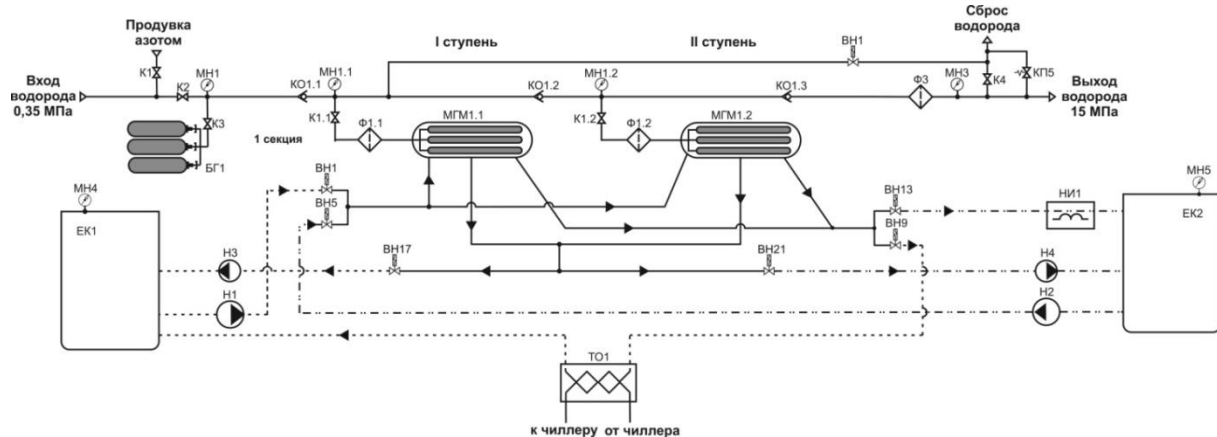 Продувка
азотом
I ступень
II ступень
ВН1
Сброс
водорода
К1
К2
МН1
КО1.1
МН1.1
КО1.2
МН1.2
КО1.3
Ф3
МН3
К4
КП5
Вход
водорода
0,35 МПа
Выход
водорода
15 МПа
К3
БГ1
1 секция
К1.1
Ф1.1
МГМ1.1
К1.2
Ф1.2
МГМ1.2
МН4
ЕК1
ВН1
ВН5
ВН13
ВН9
НИ1
МН5
ЕК2
Н3
ВН17
ВН21
Н4
Н1
Н2
ТО1
к чиллеру от чиллера